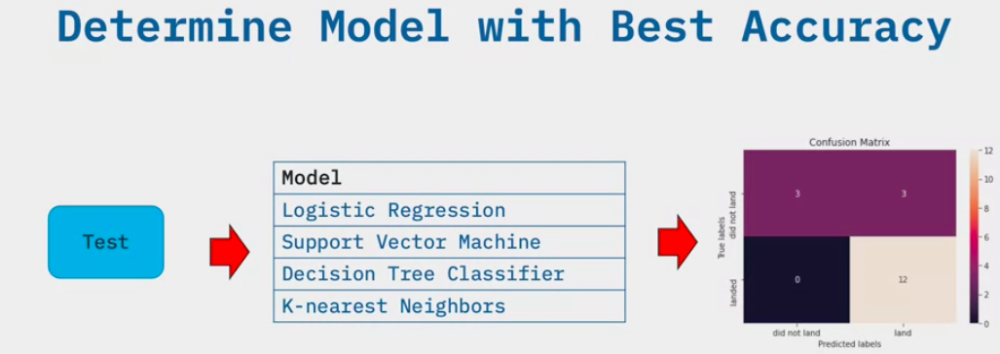 Determine Model with Best Accuracy
Test
Model
Logistic Regression
Support Vector Machine
Decision Tree Classifier
K-nearest Neighbors
Confusion Matrix
True labels
did not land
landed
3
3
0
12
did not land
land
Predicted labels
12
10
8
6
4
2
0